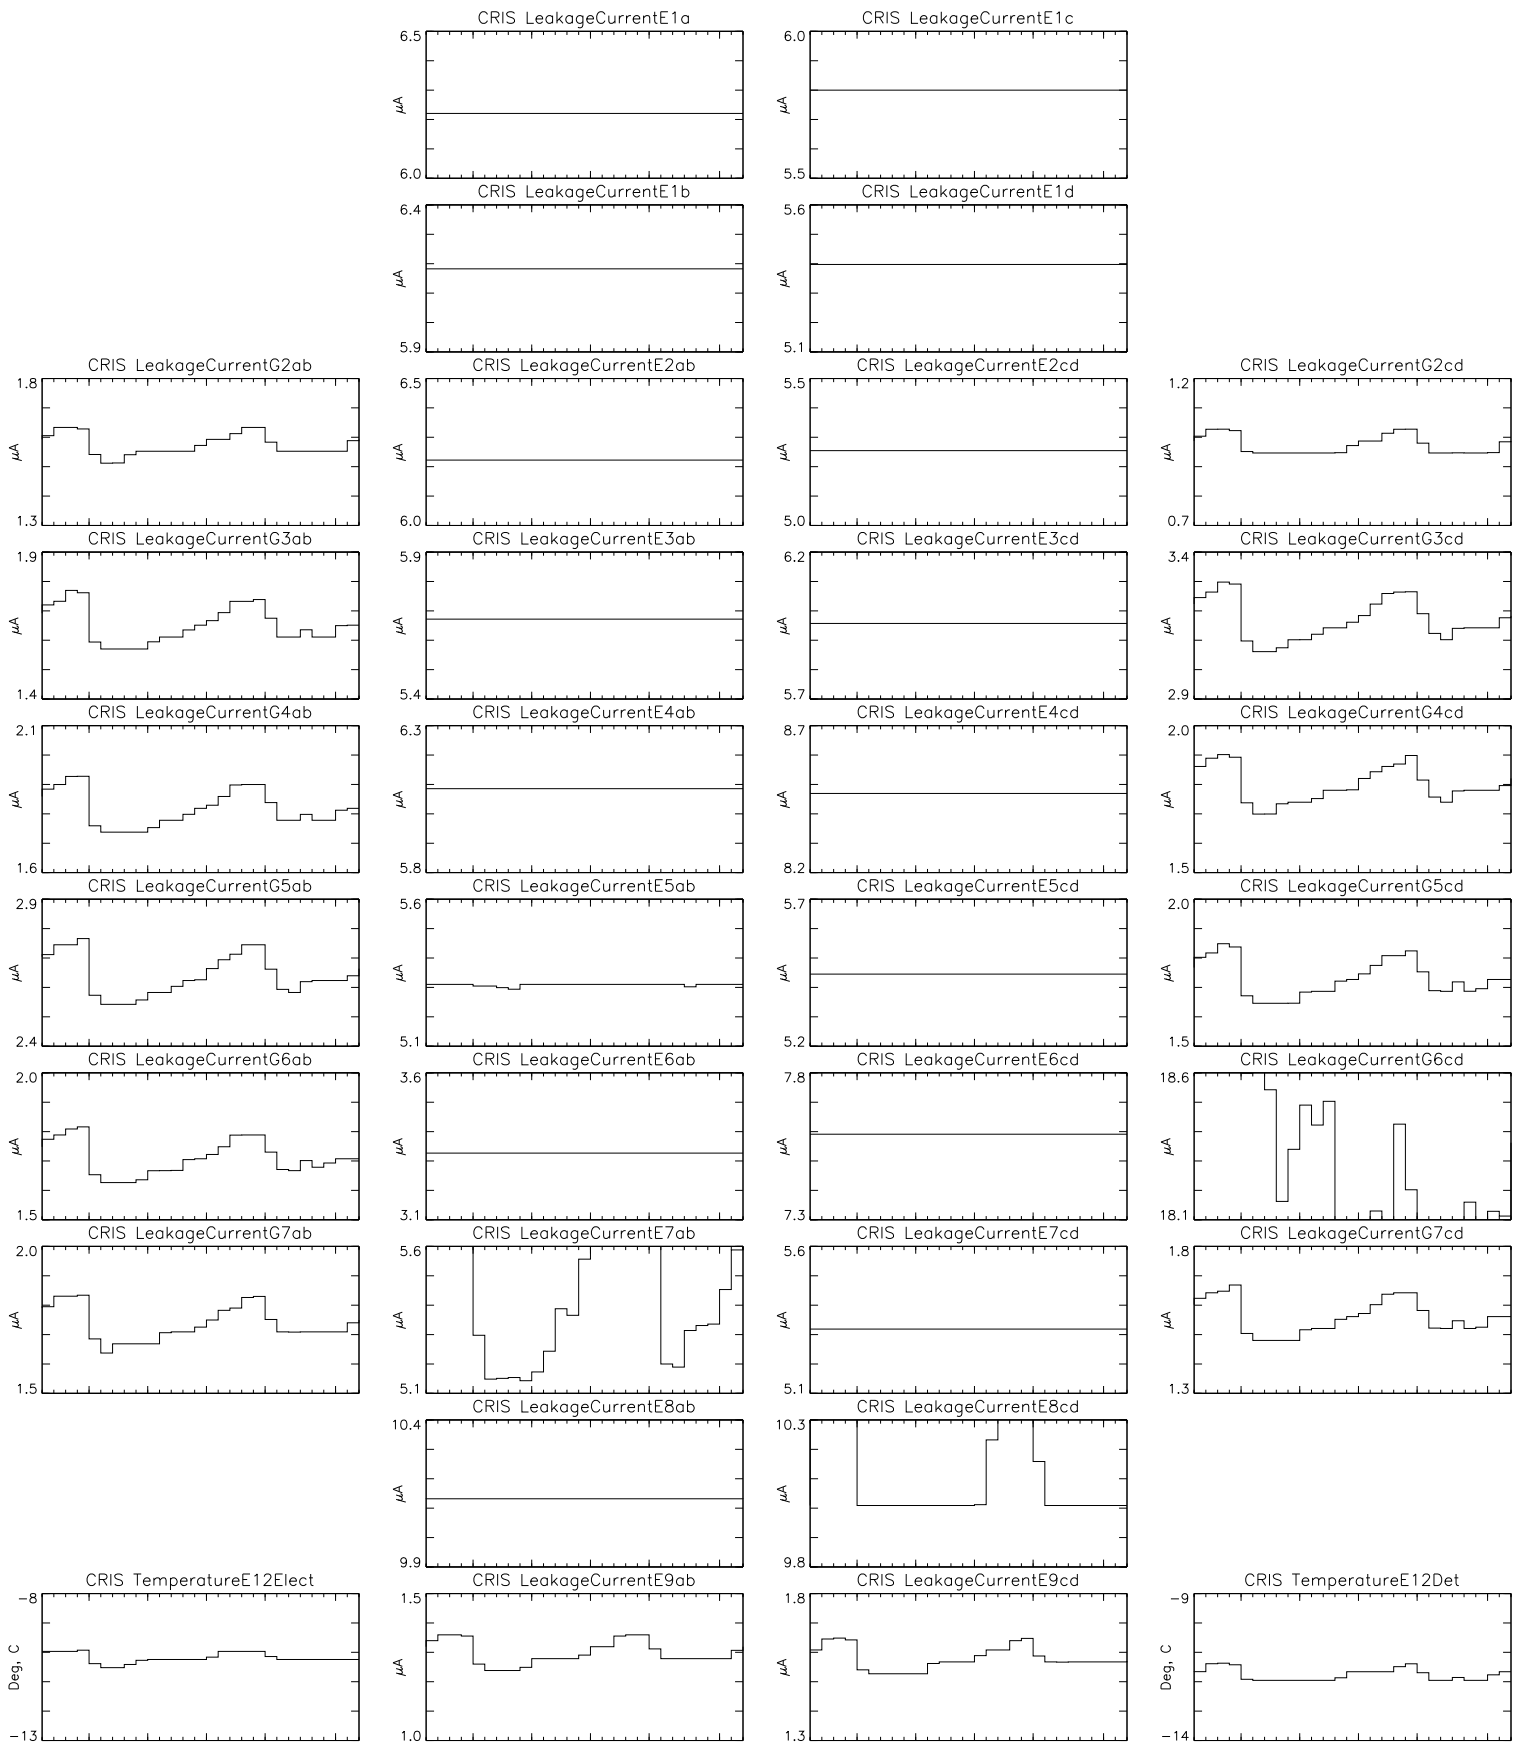 CRIS LeakageCurrentE1a
6.5
μA
6.0
CRIS LeakageCurrentE1c
6.0
μA
5.5
CRIS LeakageCurrentE1b
6.4
μA
5.9
CRIS LeakageCurrentE1d
5.6
μA
5.1
CRIS LeakageCurrentG2ab
1.8
μA
1.3
CRIS LeakageCurrentE2ab
6.5
μA
6.0
CRIS LeakageCurrentE2cd
5.5
μA
5.0
CRIS LeakageCurrentG2cd
1.2
μA
0.7
CRIS LeakageCurrentG3ab
1.9
μA
1.4
CRIS LeakageCurrentE3ab
5.9
μA
5.4
CRIS LeakageCurrentE3cd
6.2
μA
5.7
CRIS LeakageCurrentG3cd
3.4
μA
2.9
CRIS LeakageCurrentG4ab
2.1
μA
1.6
CRIS LeakageCurrentE4ab
6.3
μA
5.8
CRIS LeakageCurrentE4cd
8.7
μA
8.2
CRIS LeakageCurrentG4cd
2.0
μA
1.5
CRIS LeakageCurrentG5ab
2.9
μA
2.4
CRIS LeakageCurrentE5ab
5.6
μA
5.1
CRIS LeakageCurrentE5cd
5.7
μA
5.2
CRIS LeakageCurrentG5cd
2.0
μA
1.5
CRIS LeakageCurrentG6ab
2.0
μA
1.5
CRIS LeakageCurrentE6ab
3.6
μA
3.1
CRIS LeakageCurrentE6cd
7.8
μA
7.3
CRIS LeakageCurrentG6cd
18.6
μA
18.1
CRIS LeakageCurrentG7ab
2.0
μA
1.5
CRIS LeakageCurrentE7ab
5.6
μA
5.1
CRIS LeakageCurrentE7cd
5.6
μA
5.1
CRIS LeakageCurrentG7cd
1.8
μA
1.3
CRIS LeakageCurrentE8ab
10.4
μA
9.9
CRIS LeakageCurrentE8cd
10.3
μA
9.8
CRIS TemperatureE12Elect
-8
Deg, C
-13
CRIS LeakageCurrentE9ab
1.5
μA
1.0
CRIS LeakageCurrentE9cd
1.8
μA
1.3
CRIS TemperatureE12Det
-9
Deg, C
-14